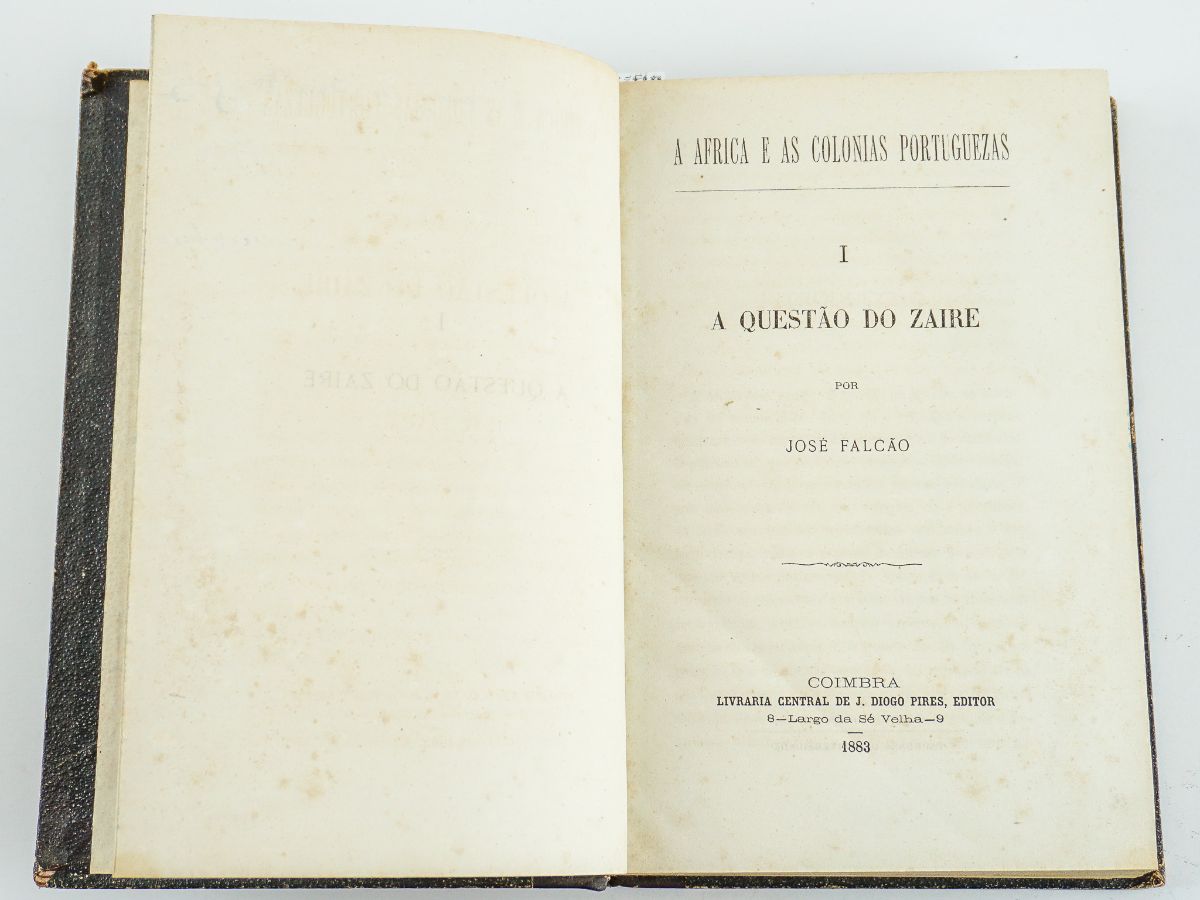 A AFRICA E AS COLONIAS PORTUGUEZAS
I
A QUESTÃO DO ZAIRE
POR
JOSÉ FALCÃO
COIMBRA
LIVRARIA CENTRAL DE J. DIOGO PIRES, EDITOR
8—Largo da Sé Velha—9
1883